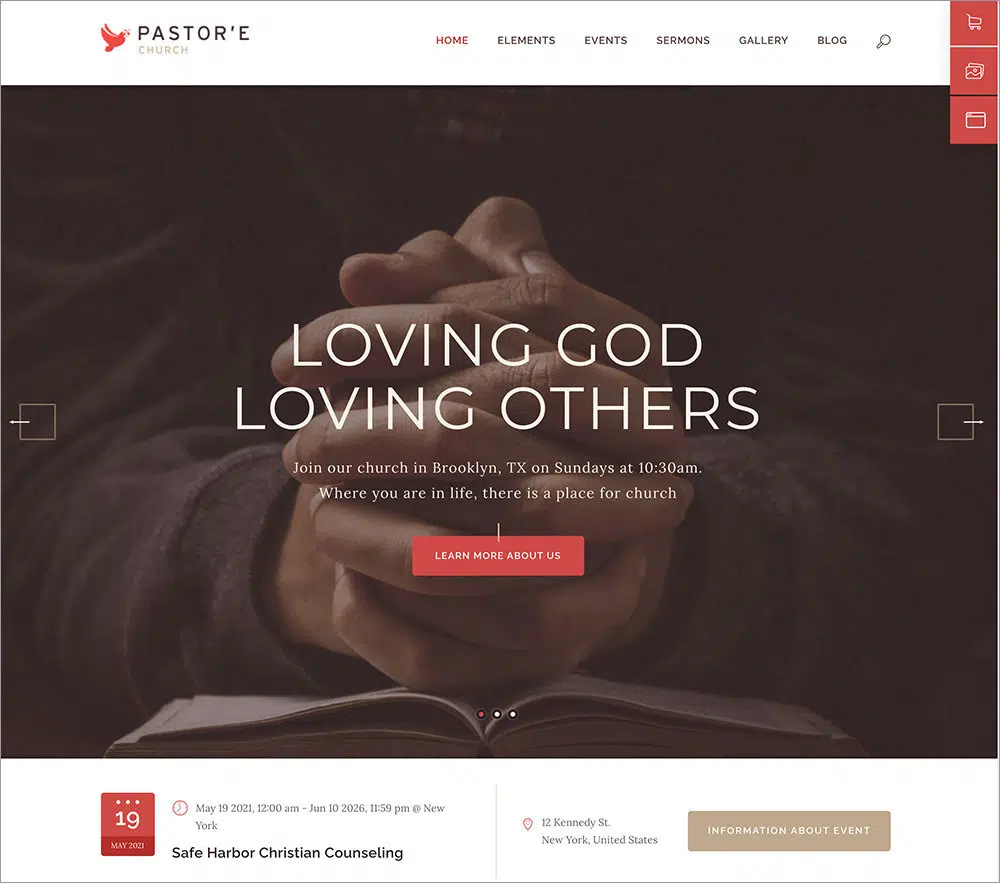 PASTOR'E
CHURCH
HOME ELEMENTS EVENTS SERMONS GALLERY BLOG
LOVING GOD
LOVING OTHERS
Join our church in Brooklyn, TX on Sundays at 10:30am.
Where you are in life, there is a place for church
LEARN MORE ABOUT US
19
MAY 2021
May 19 2021, 12:00 am - Jun 10 2026, 11:59 pm @ New
York
Safe Harbor Christian Counseling
12 Kennedy St.
New York, United States
INFORMATION ABOUT EVENT